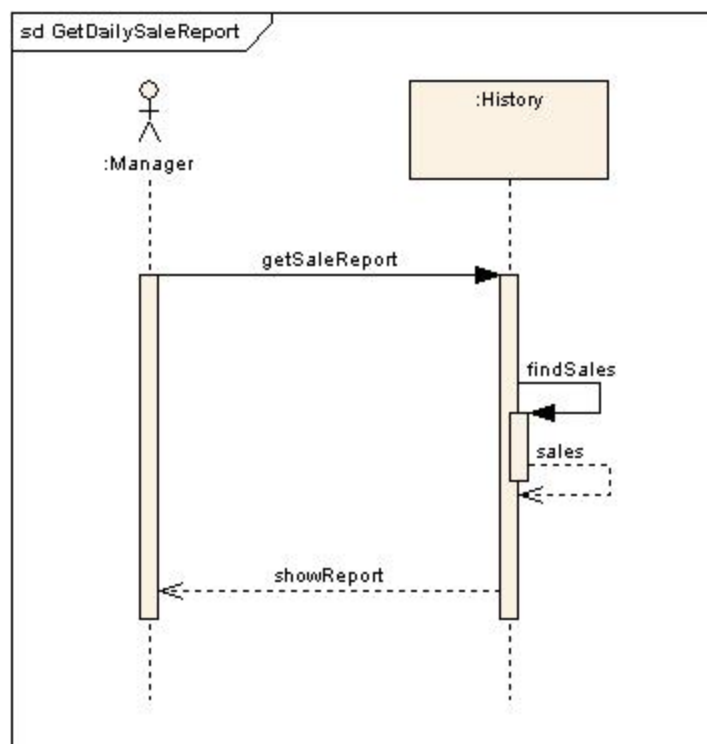 sd GetDailySaleReport
:Manager
:History
getSaleReport
findSales
sales
showReport